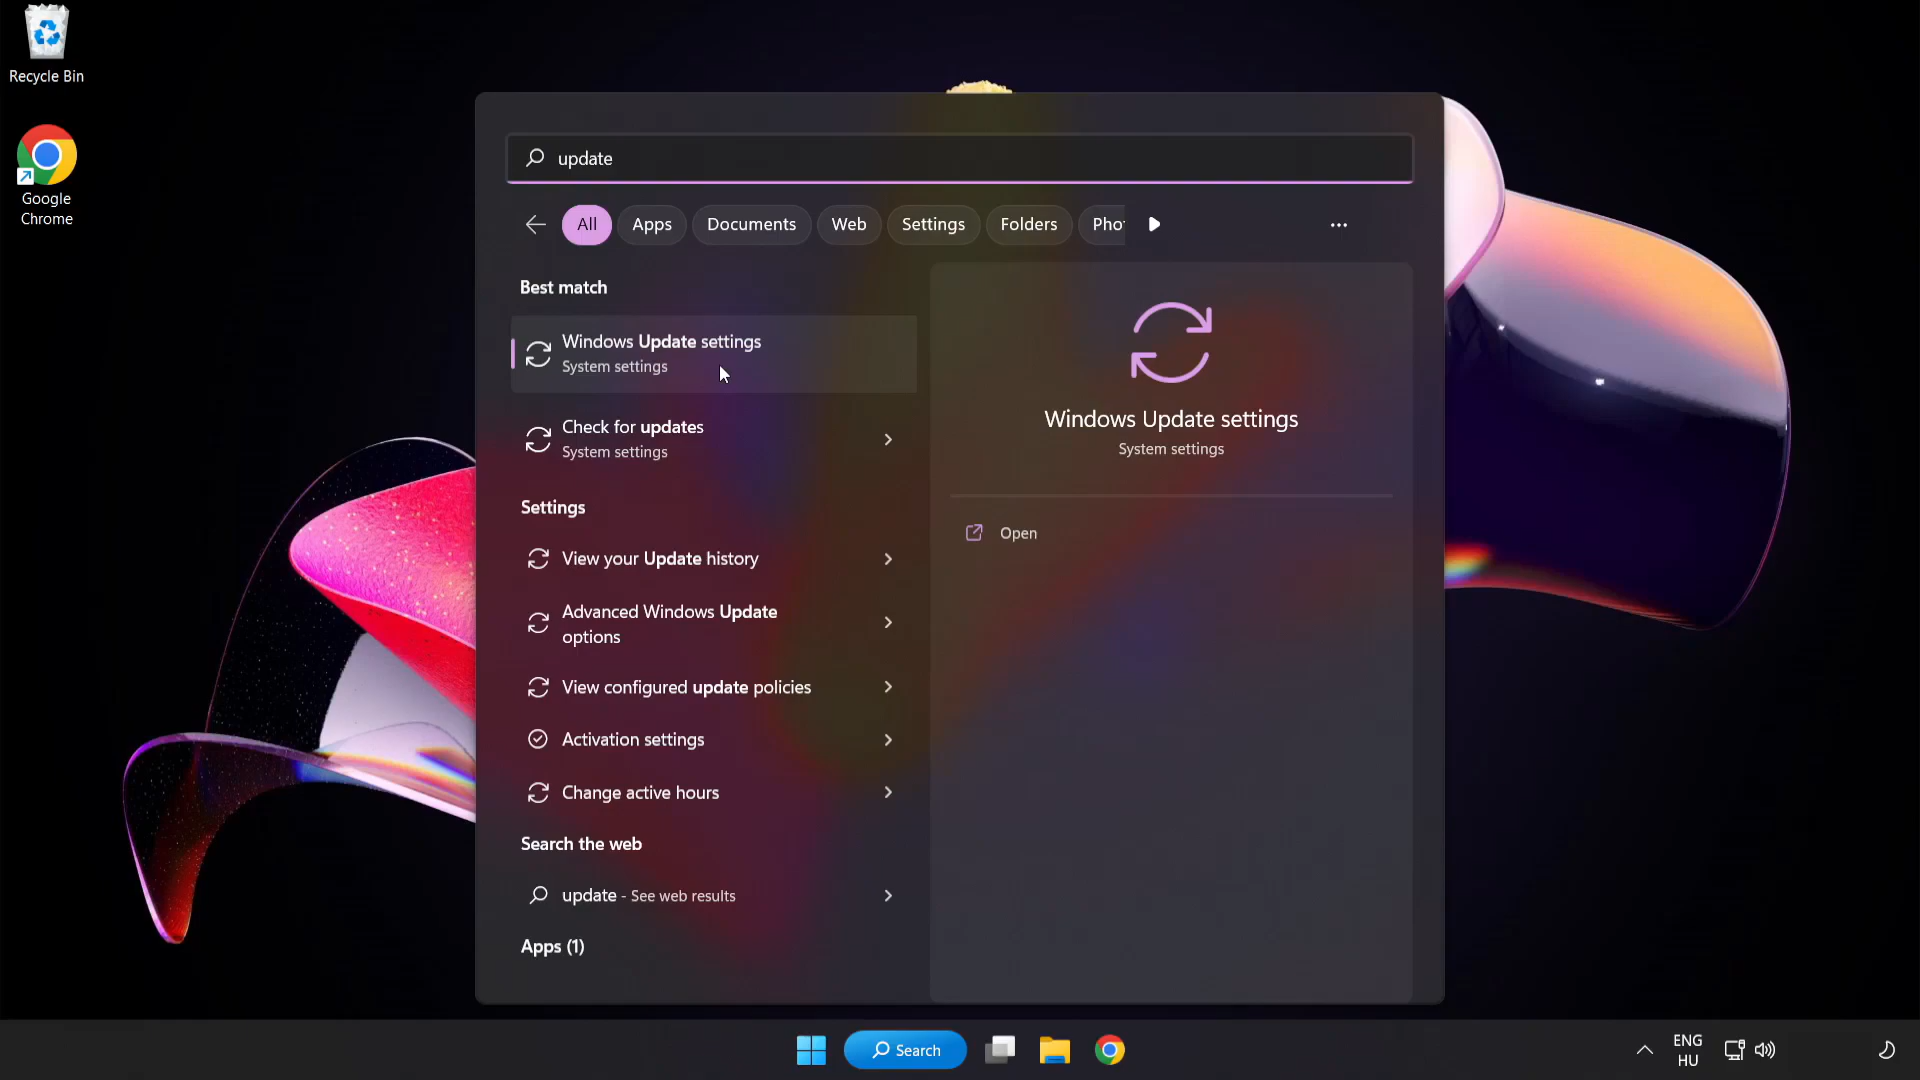 Recycle Bin
Google
Chrome
update
All
Apps
Documents
Web
Settings
Folders
Pho
Best match
Windows Update settings
System settings
Check for updates
System settings
Settings
View your Update history
Advanced Windows Update
options
View configured update policies
Activation settings
Change active hours
Search the web
update - See web results
Apps (1)
Windows Update settings
System settings
Open
Search
ENG
HU